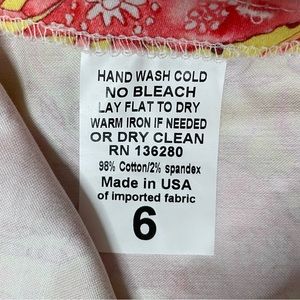 HAND WASH COLD
NO BLEACH
LAY FLAT TO DRY
WARM IRON IF NEEDED
OR DRY CLEAN
RN 136280
98% Cotton/2% spandex
Made in USA
of imported fabric
6